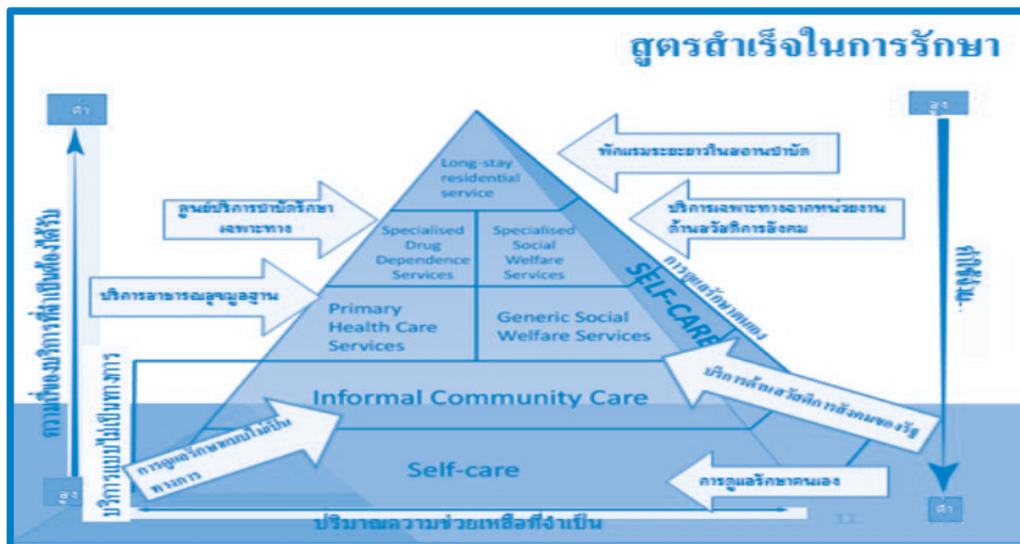 สูตรสำเร็จในการรักษา
ต่ำ
สูง
Long-stay
residential
service
พักแรมระยะยาวในสถานบำบัด
ศูนย์บริการบำบัดรักษา
เฉพาะทาง
บริการเฉพาะทางจากหน่วยงาน
ด้านสวัสดิการสังคม
Specialised
Drug
Dependence
Services
Specialised
Social
Welfare
Services
การดูแลรักษาตนเอง
SELF-CARE
บริการสาธารณสุขมูลฐาน
Primary
Health Care
Services
Generic Social
Welfare Services
ความถี่ของบริการที่จำเป็นต้องได้รับ
บริการแบบไม่เป็นทางการ
Informal Community Care
บริการด้านสวัสดิการสังคมของรัฐ
การดูแลรักษาแบบไม่เป็น
ทางการ
Self-care
การดูแลรักษาตนเอง
สูง
ต่ำ
ปริมาณความช่วยเหลือที่จำเป็น